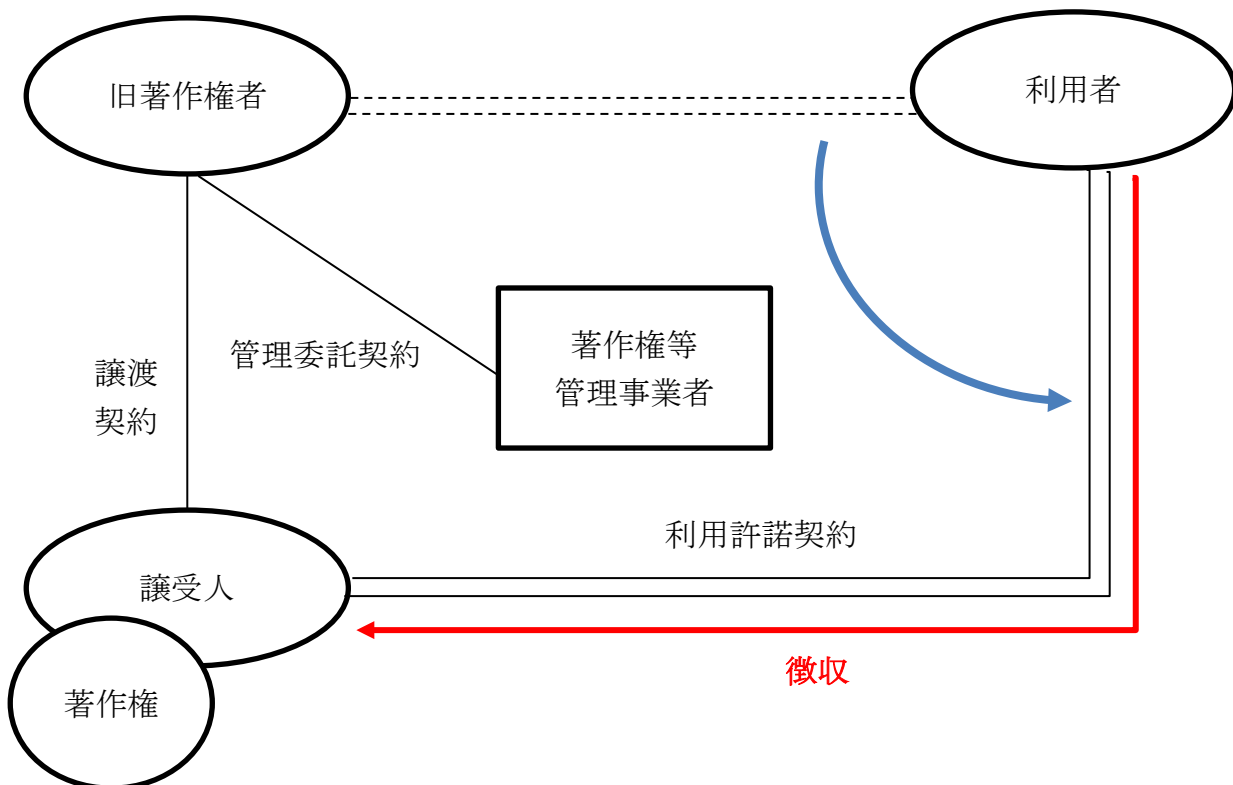 旧著作権者
利用者
管理委託契約
著作権等
管理事業者
譲渡
契約
利用許諾契約
譲受人
徴収
著作権